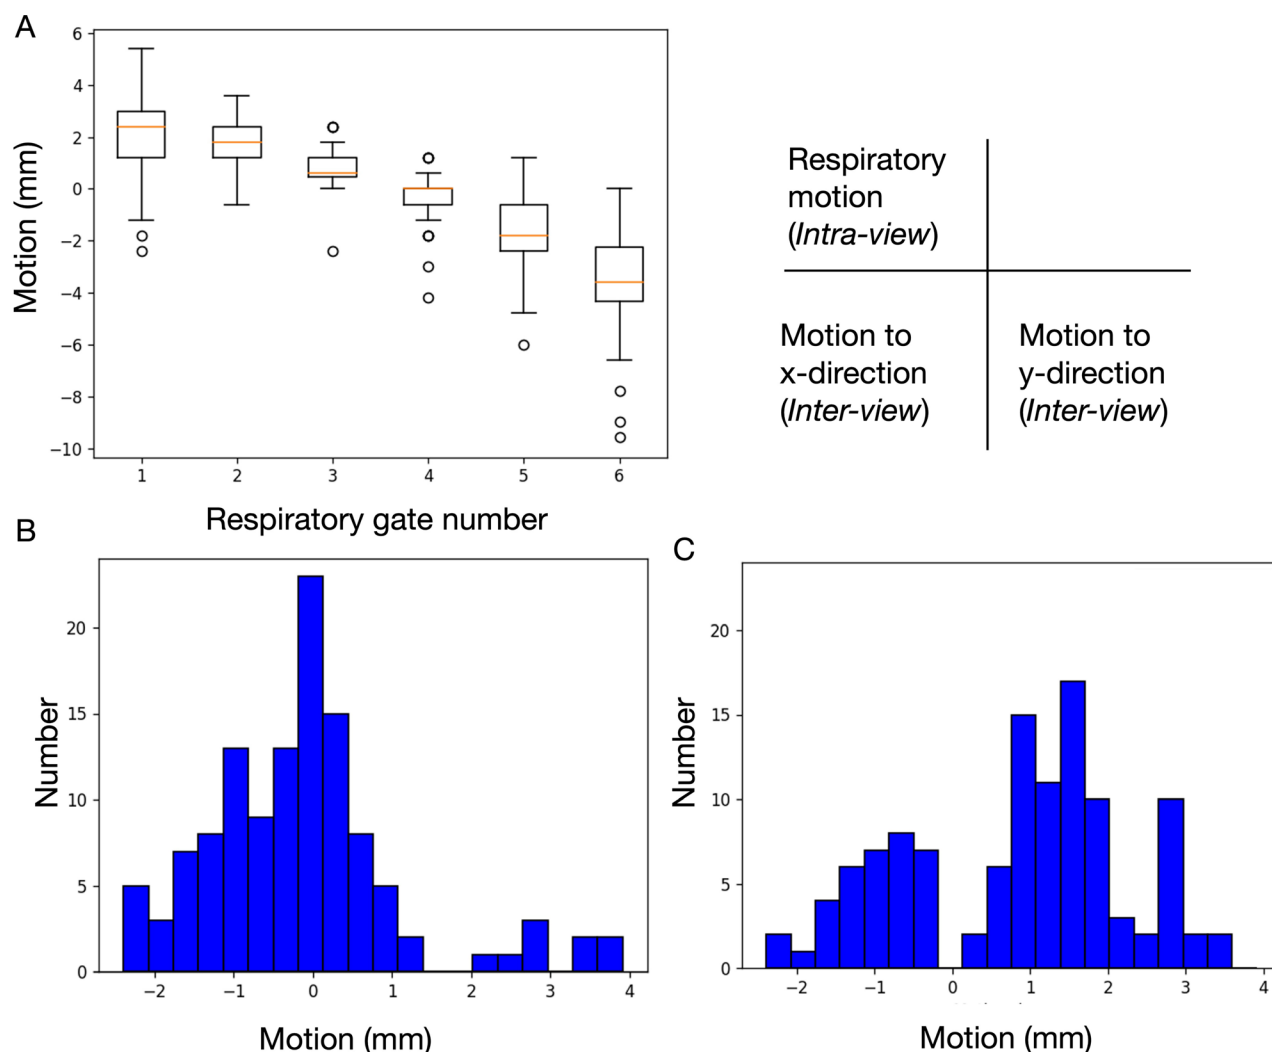 A
6
4
2
0
−2
−4
−6
−8
−10
Motion (mm)
1 2 3 4 5 6
Respiratory gate number
Respiratory
motion
(Intra-view)
Motion to
x-direction
(Inter-view)
Motion to
y-direction
(Inter-view)
B
20
15
10
5
0
Number
−2 −1 0 1 2 3 4
Motion (mm)
C
20
15
10
5
0
Number
−2 −1 0 1 2 3 4
Motion (mm)